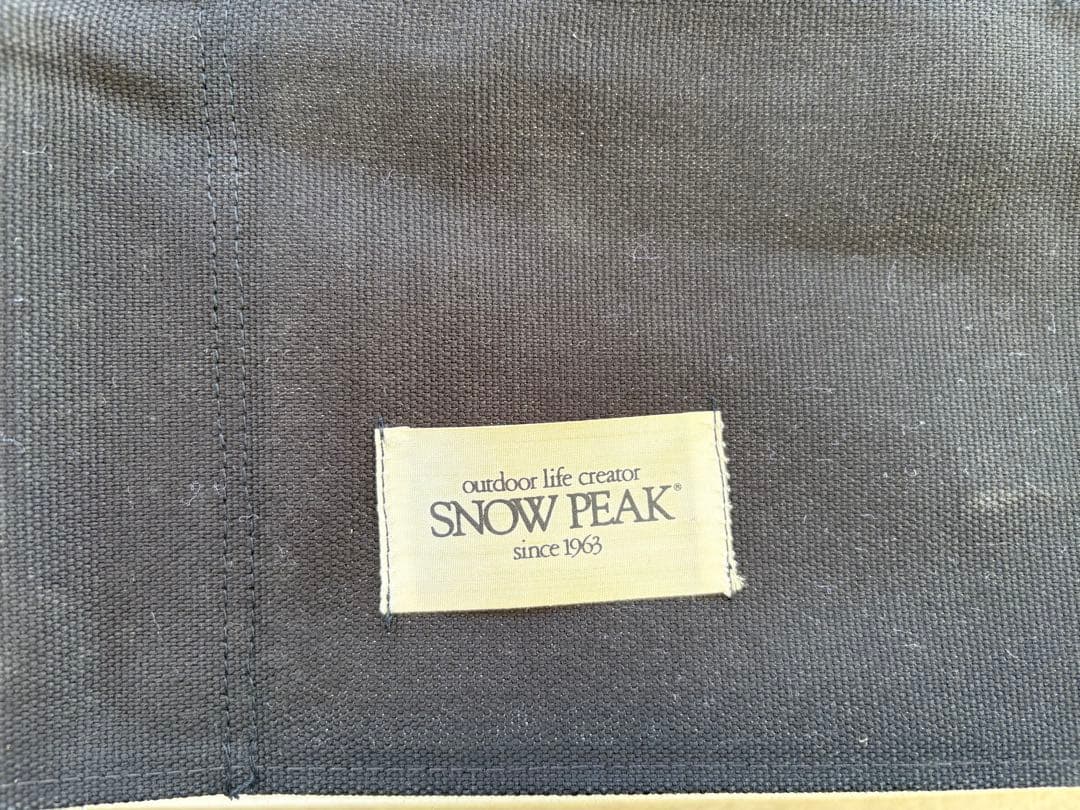 outdoor life creator
SNOW PEAK®
since 1963